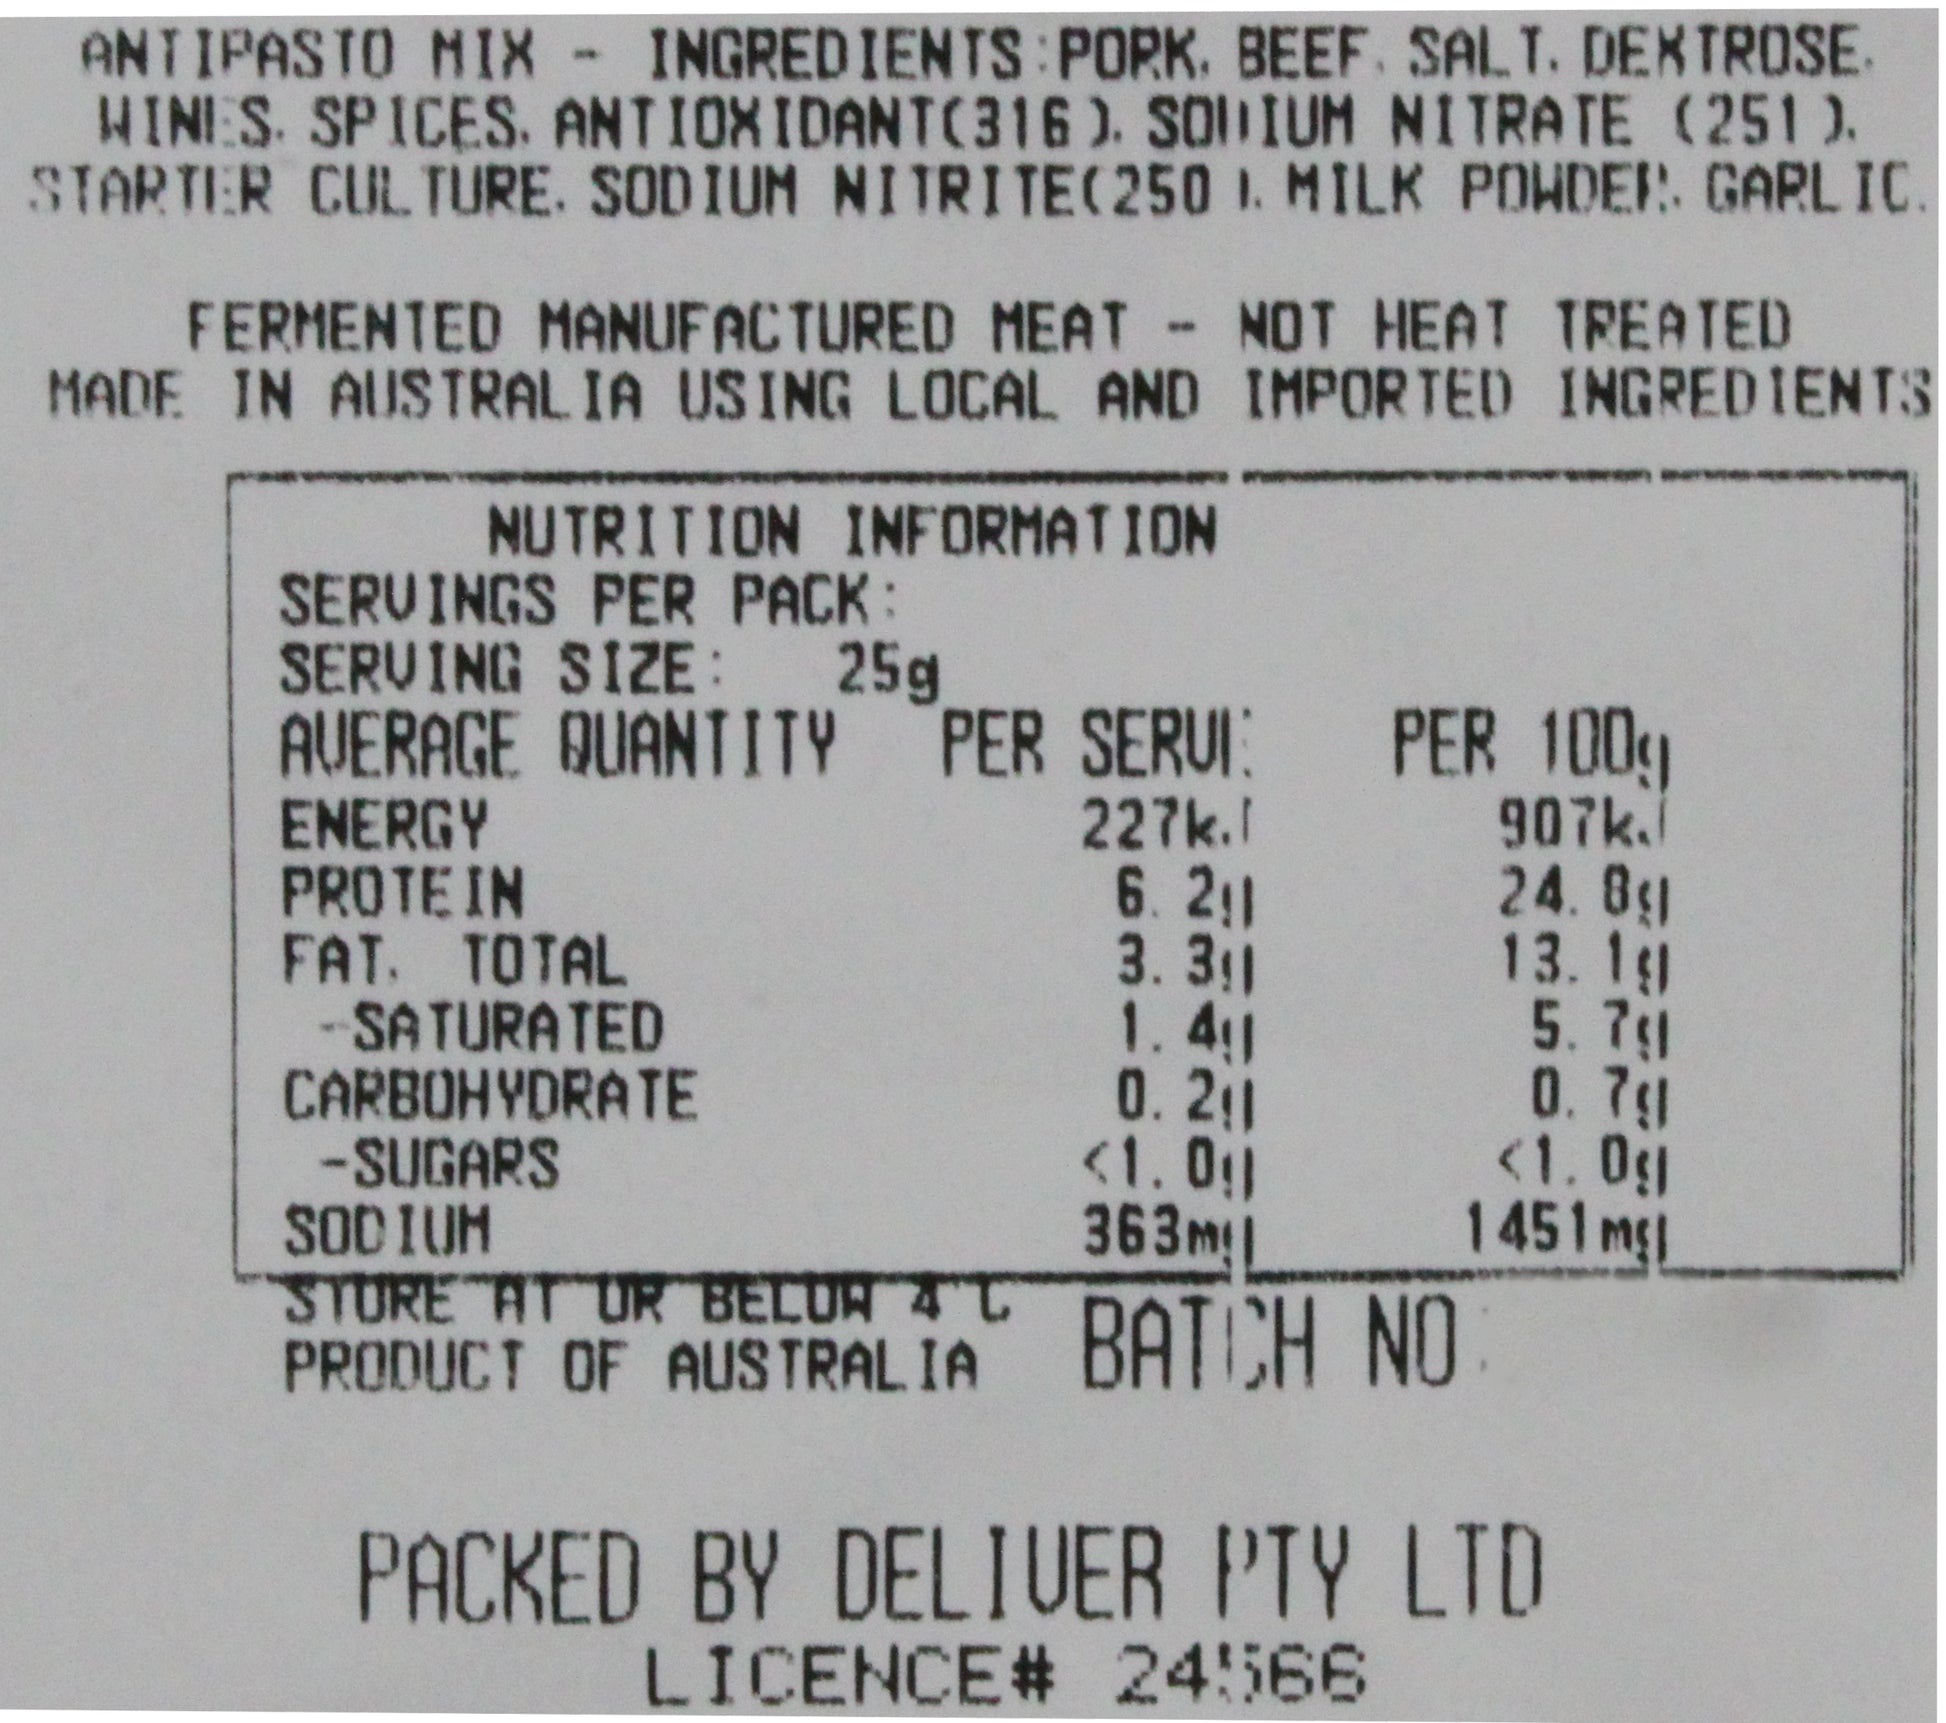 ANTIPASTO MIX - INGREDIENTS:PORK, BEEF, SALT, DEXTROSE,
WINES, SPICES, ANTIOXIDANT(316), SODIUM NITRATE (251),
STARTER CULTURE, SODIUM NITRITE(250), MILK POWDER, GARLIC.
FERMENTED MANUFACTURED MEAT - NOT HEAT TREATED
MADE IN AUSTRALIA USING LOCAL AND IMPORTED INGREDIENTS
NUTRITION INFORMATION
SERVINGS PER PACK:
SERVING SIZE: 25g
AVERAGE QUANTITY PER SERVE PER 100g
ENERGY 227kJ 907kJ
PROTEIN 6.2g 24.8g
FAT, TOTAL 3.3g 13.1g
-SATURATED 1.4g 5.7g
CARBOHYDRATE 0.2g 0.7g
-SUGARS <1.0g <1.0g
SODIUM 363mg 1451mg
STORE AT OR BELOW 4 C
PRODUCT OF AUSTRALIA BATCH NO:
PACKED BY DELIVER PTY LTD
LICENCE# 24566